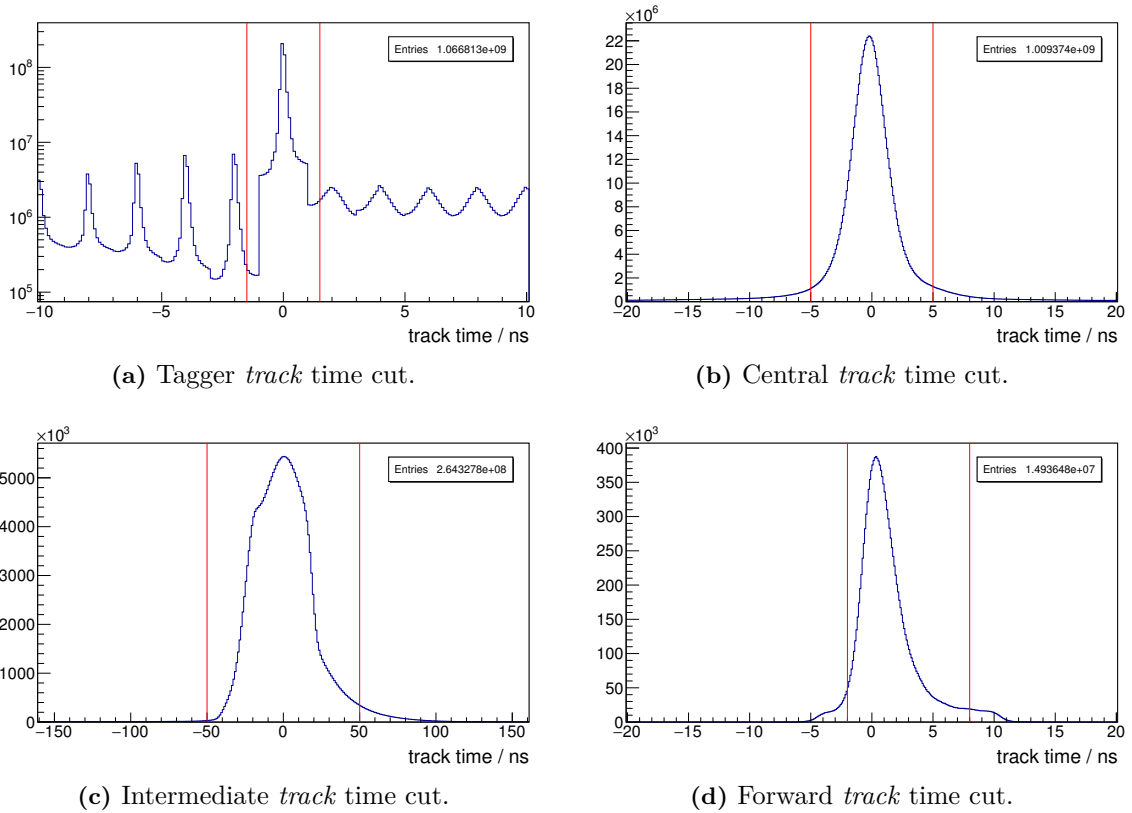 Entries 1.066813e+09
10^8
10^7
10^6
10^5
−10 −5 0 5 10
track time / ns
(a) Tagger track time cut.
×10^6
Entries 1.009374e+09
22
20
18
16
14
12
10
8
6
4
2
0
−20 −15 −10 −5 0 5 10 15 20
track time / ns
(b) Central track time cut.
×10^3
Entries 2.643278e+08
5000
4000
3000
2000
1000
0
−150 −100 −50 0 50 100 150
track time / ns
(c) Intermediate track time cut.
×10^3
Entries 1.493648e+07
400
350
300
250
200
150
100
50
0
−20 −15 −10 −5 0 5 10 15 20
track time / ns
(d) Forward track time cut.